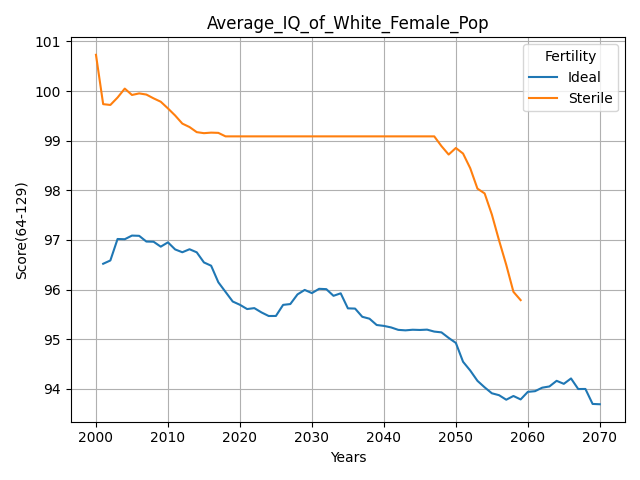 Average_IQ_of_White_Female_Pop
101
100
99
98
97
96
95
94
Score(64-129)
Fertility
Ideal
Sterile
2000 2010 2020 2030 2040 2050 2060 2070
Years